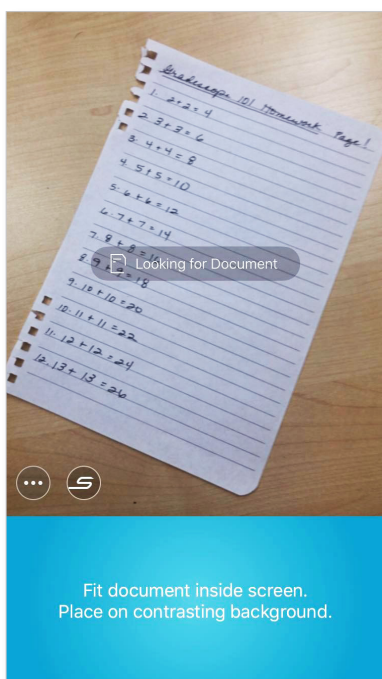 Gradescope 101 Homework Page 1
1. 2+2=4
2. 3+3=6
3. 4+4=8
4. 5+5=10
5. 6+6=12
6. 7+7=14
7. 8+8=1
8. 9+ =18
Looking for Document
9. 10+10=20
10. 11+11=22
11. 12+12=24
12. 13+13=26
Fit document inside screen.
Place on contrasting background.